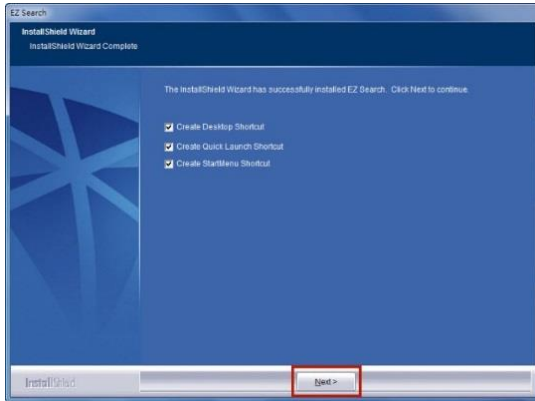 EZ Search
InstallShield Wizard
InstallShield Wizard Complete
The InstallShield Wizard has successfully installed EZ Search. Click Next to continue.
Create Desktop Shortcut
Create Quick Launch Shortcut
Create StartMenu Shortcut
InstallShield
Next >